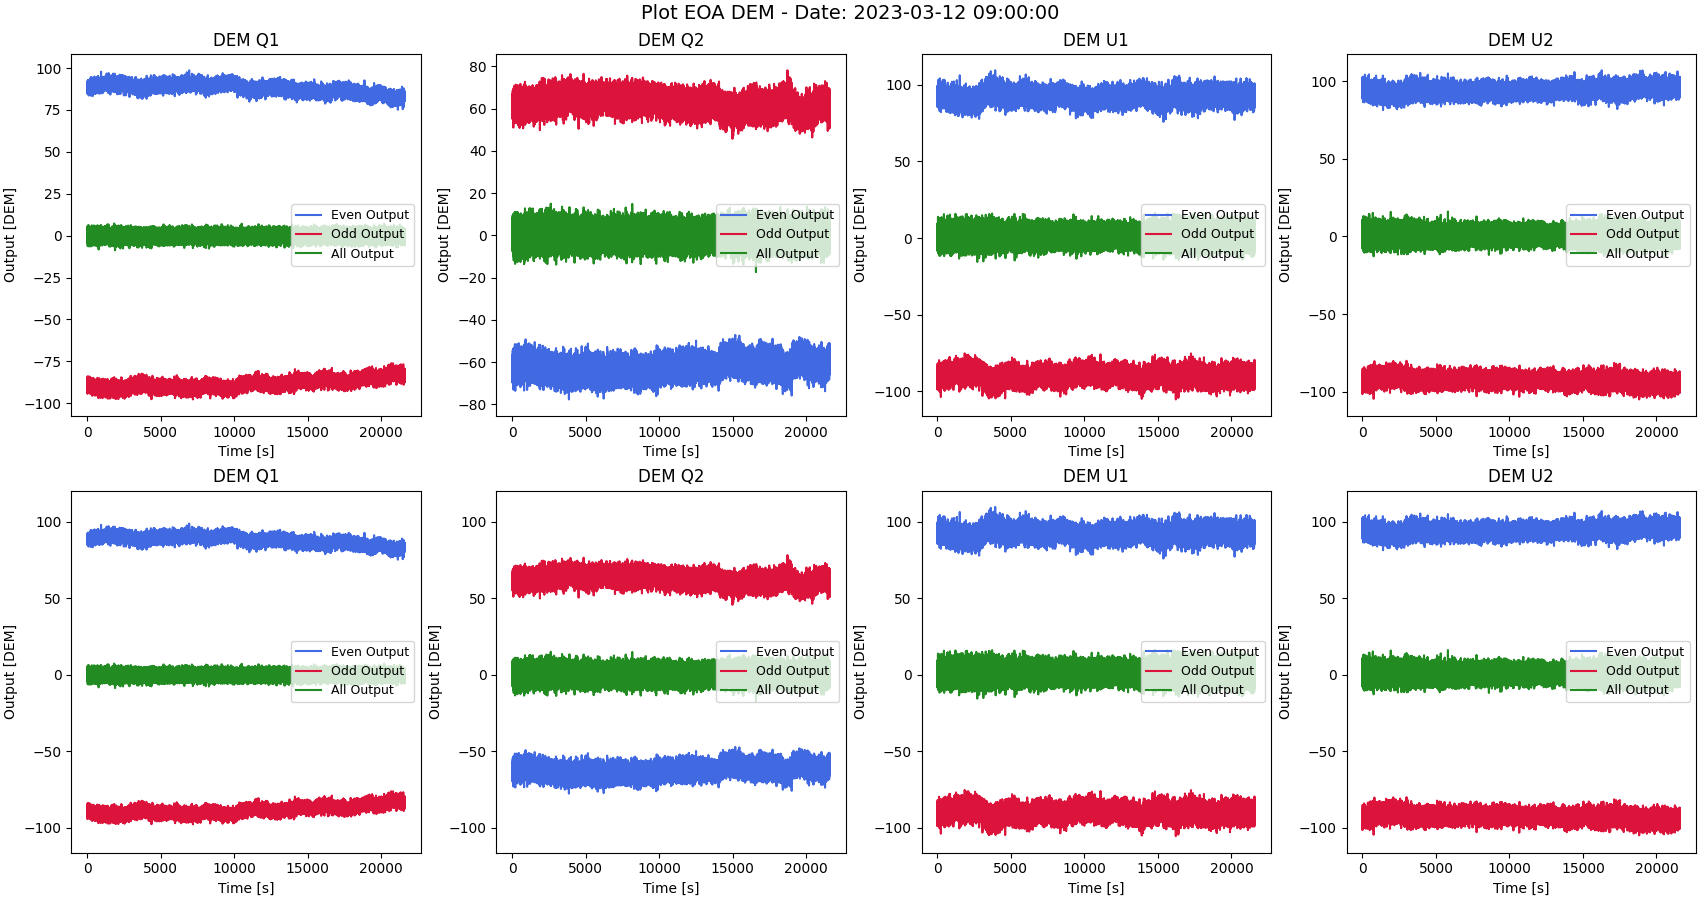 Plot EOA DEM - Date: 2023-03-12 09:00:00
DEM Q1
100
75
50
25
0
−25
−50
−75
−100
Output [DEM]
0 5000 10000 15000 20000
Time [s]
Even Output
Odd Output
All Output
DEM Q2
80
60
40
20
0
−20
−40
−60
−80
Output [DEM]
0 5000 10000 15000 20000
Time [s]
Even Output
Odd Output
All Output
DEM U1
100
50
0
−50
−100
Output [DEM]
0 5000 10000 15000 20000
Time [s]
Even Output
Odd Output
All Output
DEM U2
100
50
0
−50
−100
Output [DEM]
0 5000 10000 15000 20000
Time [s]
Even Output
Odd Output
All Output
DEM Q1
100
50
0
−50
−100
Output [DEM]
0 5000 10000 15000 20000
Time [s]
Even Output
Odd Output
All Output
DEM Q2
100
50
0
−50
−100
Output [DEM]
0 5000 10000 15000 20000
Time [s]
Even Output
Odd Output
All Output
DEM U1
100
50
0
−50
−100
Output [DEM]
0 5000 10000 15000 20000
Time [s]
Even Output
Odd Output
All Output
DEM U2
100
50
0
−50
−100
Output [DEM]
0 5000 10000 15000 20000
Time [s]
Even Output
Odd Output
All Output